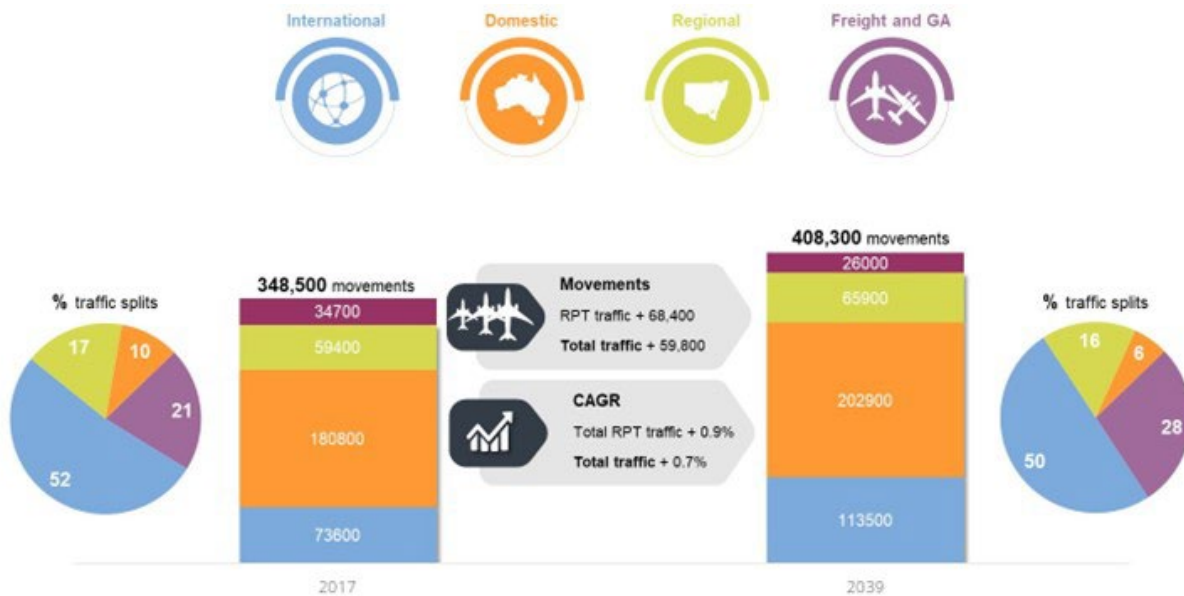 International
Domestic
Regional
Freight and GA
% traffic splits
17
10
21
52
348,500 movements
34700
59400
180800
73600
2017
Movements
RPT traffic + 68,400
Total traffic + 59,800
CAGR
Total RPT traffic + 0.9%
Total traffic + 0.7%
408,300 movements
26000
65900
202900
113500
2039
% traffic splits
16
6
28
50